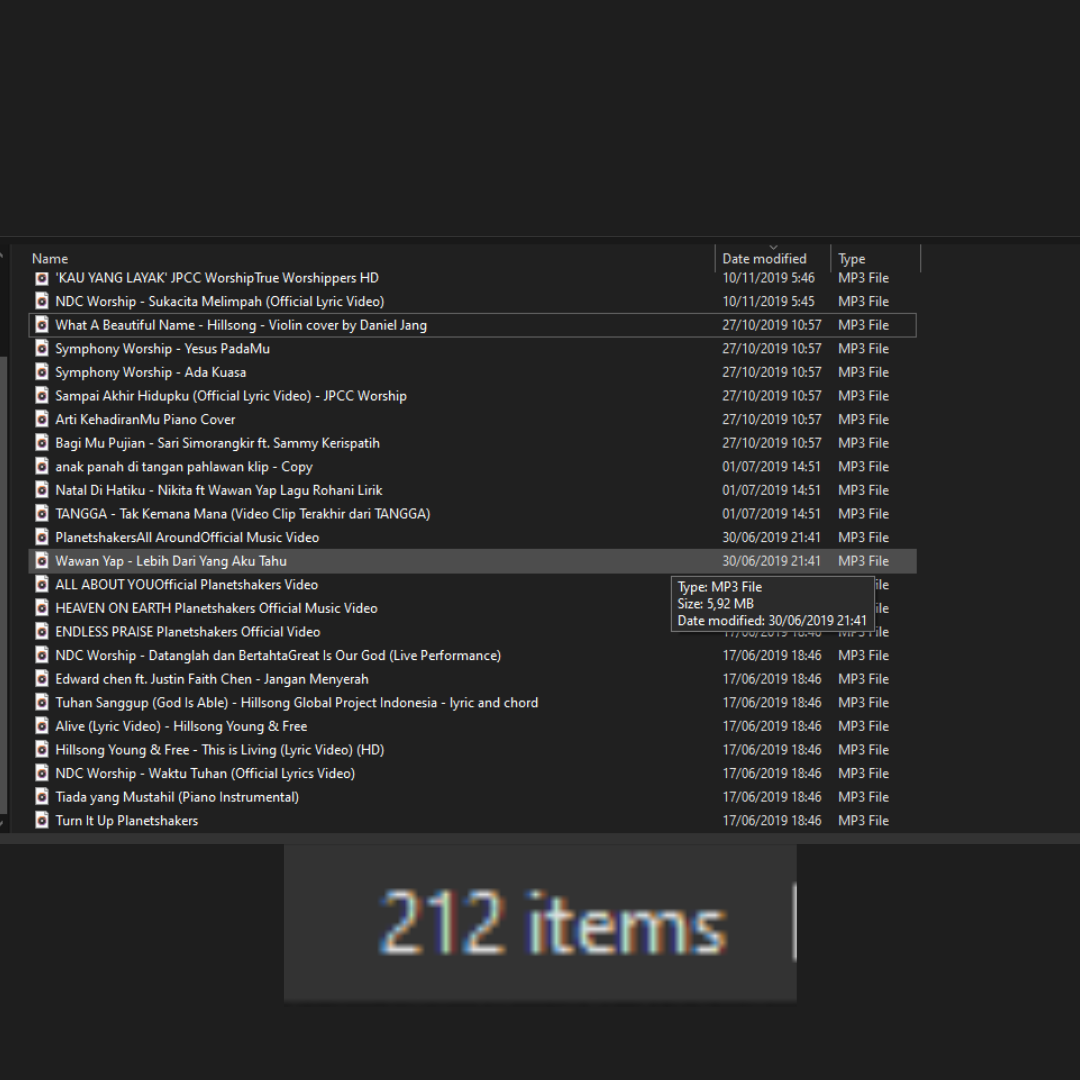 Name Date modified Type
'KAU YANG LAYAK' JPCC WorshipTrue Worshippers HD 10/11/2019 5:46 MP3 File
NDC Worship - Sukacita Melimpah (Official Lyric Video) 10/11/2019 5:45 MP3 File
What A Beautiful Name - Hillsong - Violin cover by Daniel Jang 27/10/2019 10:57 MP3 File
Symphony Worship - Yesus PadaMu 27/10/2019 10:57 MP3 File
Symphony Worship - Ada Kuasa 27/10/2019 10:57 MP3 File
Sampai Akhir Hidupku (Official Lyric Video) - JPCC Worship 27/10/2019 10:57 MP3 File
Arti KehadiranMu Piano Cover 27/10/2019 10:57 MP3 File
Bagi Mu Pujian - Sari Simorangkir ft. Sammy Kerispatih 27/10/2019 10:57 MP3 File
anak panah di tangan pahlawan klip - Copy 01/07/2019 14:51 MP3 File
Natal Di Hatiku - Nikita ft Wawan Yap Lagu Rohani Lirik 01/07/2019 14:51 MP3 File
TANGGA - Tak Kemana Mana (Video Clip Terakhir dari TANGGA) 01/07/2019 14:51 MP3 File
PlanetshakersAll AroundOfficial Music Video 30/06/2019 21:41 MP3 File
Wawan Yap - Lebih Dari Yang Aku Tahu 30/06/2019 21:41 MP3 File
ALL ABOUT YOUOfficial Planetshakers Video
Type: MP3 File
HEAVEN ON EARTH Planetshakers Official Music Video
Size: 5,92 MB
Date modified: 30/06/2019 21:41
ENDLESS PRAISE Planetshakers Official Video 17/06/2019 18:46
NDC Worship - Datanglah dan BertahtaGreat Is Our God (Live Performance) 17/06/2019 18:46 MP3 File
Edward chen ft. Justin Faith Chen - Jangan Menyerah 17/06/2019 18:46 MP3 File
Tuhan Sanggup (God Is Able) - Hillsong Global Project Indonesia - lyric and chord 17/06/2019 18:46 MP3 File
Alive (Lyric Video) - Hillsong Young & Free 17/06/2019 18:46 MP3 File
Hillsong Young & Free - This is Living (Lyric Video) (HD) 17/06/2019 18:46 MP3 File
NDC Worship - Waktu Tuhan (Official Lyrics Video) 17/06/2019 18:46 MP3 File
Tiada yang Mustahil (Piano Instrumental) 17/06/2019 18:46 MP3 File
Turn It Up Planetshakers 17/06/2019 18:46 MP3 File
212 items